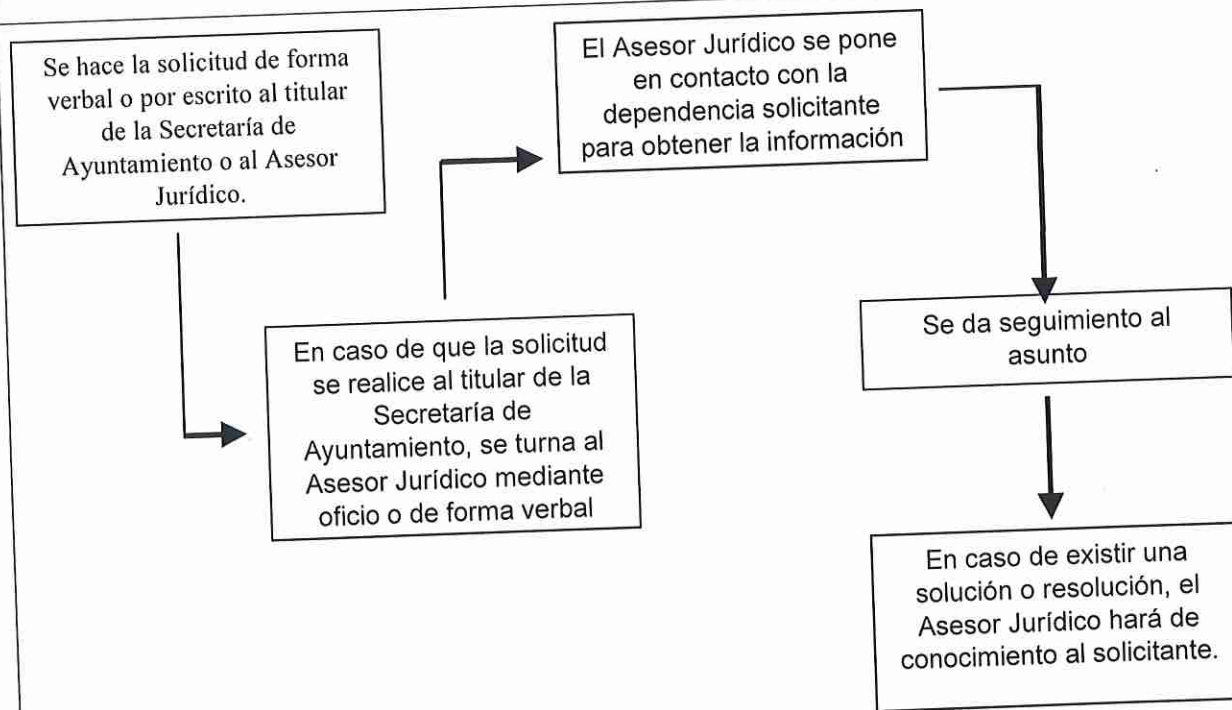 Se hace la solicitud de forma
verbal o por escrito al titular
de la Secretaría de
Ayuntamiento o al Asesor
Jurídico.
En caso de que la solicitud
se realice al titular de la
Secretaría de
Ayuntamiento, se turna al
Asesor Jurídico mediante
oficio o de forma verbal
El Asesor Jurídico se pone
en contacto con la
dependencia solicitante
para obtener la información
Se da seguimiento al
asunto
En caso de existir una
solución o resolución, el
Asesor Jurídico hará de
conocimiento al solicitante.